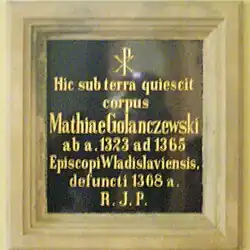 Hic sub terra quiescit
corpus
Mathiae Golanczewski
ab a. 1323 ad 1365
Episcopi Wladislaviensis,
defuncti 1368 a.
R. J. P.